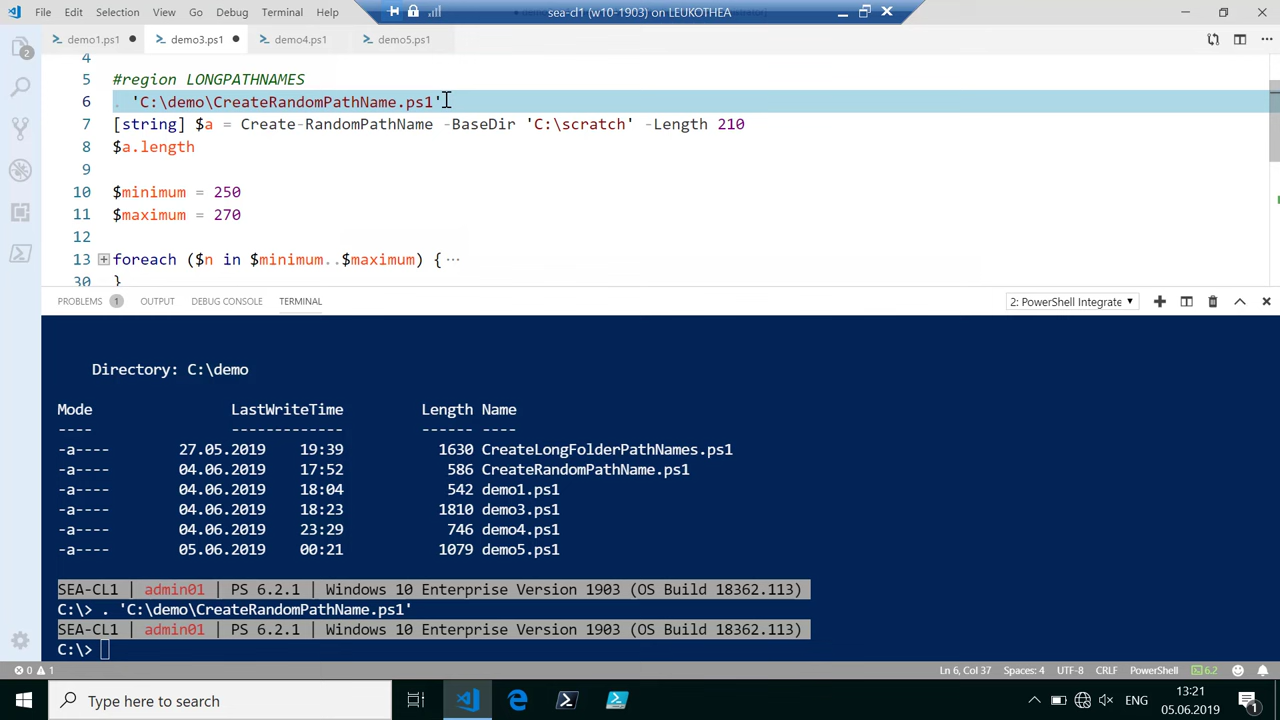 File Edit Selection View Go Debug Terminal Help
sea-cl1 (w10-1903) on LEUKOTHEA
demo1.ps1 demo3.ps1 demo4.ps1 demo5.ps1
2
4
5 #region LONGPATHNAMES
6 . 'C:\demo\CreateRandomPathName.ps1'
7 [string] $a = Create-RandomPathName -BaseDir 'C:\scratch' -Length 210
8 $a.length
9
10 $minimum = 250
11 $maximum = 270
12
13 foreach ($n in $minimum..$maximum) { ...
30 }
PROBLEMS 1 OUTPUT DEBUG CONSOLE TERMINAL 2: PowerShell Integrate
Directory: C:\demo
Mode LastWriteTime Length Name
---- ------------- ------ ----
-a---- 27.05.2019 19:39 1630 CreateLongFolderPathNames.ps1
-a---- 04.06.2019 17:52 586 CreateRandomPathName.ps1
-a---- 04.06.2019 18:04 542 demo1.ps1
-a---- 04.06.2019 18:23 1810 demo3.ps1
-a---- 04.06.2019 23:29 746 demo4.ps1
-a---- 05.06.2019 00:21 1079 demo5.ps1
SEA-CL1 | admin01 | PS 6.2.1 | Windows 10 Enterprise Version 1903 (OS Build 18362.113)
C:\> . 'C:\demo\CreateRandomPathName.ps1'
SEA-CL1 | admin01 | PS 6.2.1 | Windows 10 Enterprise Version 1903 (OS Build 18362.113)
C:\>
0 1 Ln 6, Col 37 Spaces: 4 UTF-8 CRLF PowerShell 6.2 1
Type here to search ENG 13:21
05.06.2019 1